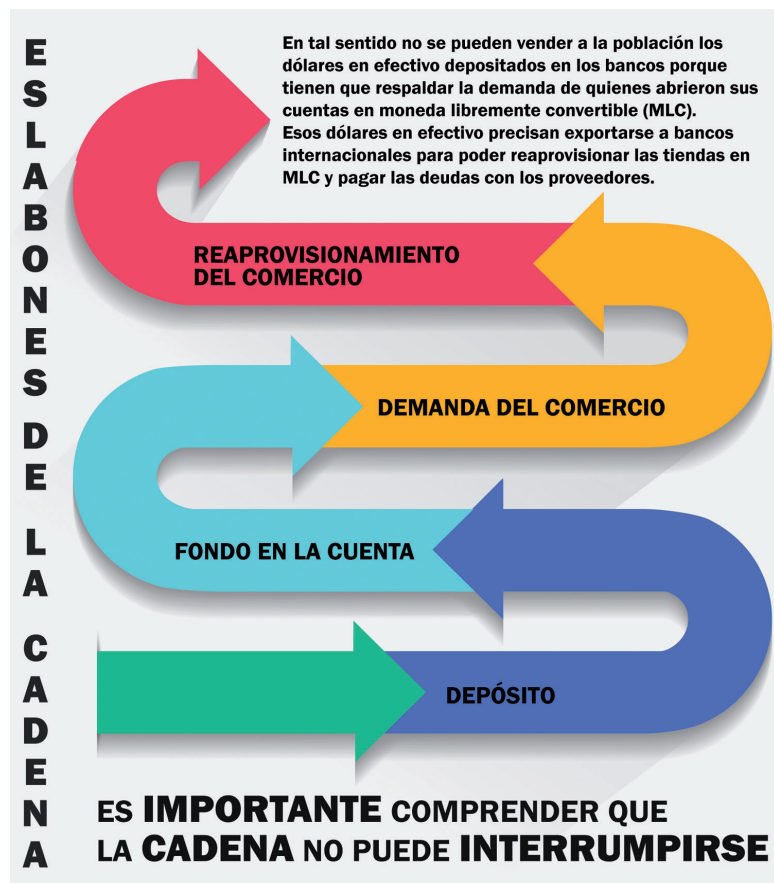 ESLABONES DE LA CADENA
En tal sentido no se pueden vender a la población los
dólares en efectivo depositados en los bancos porque
tienen que respaldar la demanda de quienes abrieron sus
cuentas en moneda libremente convertible (MLC).
Esos dólares en efectivo precisan exportarse a bancos
internacionales para poder reaprovisionar las tiendas en
MLC y pagar las deudas con los proveedores.
REAPROVISIONAMIENTO
DEL COMERCIO
DEMANDA DEL COMERCIO
FONDO EN LA CUENTA
DEPÓSITO
ES IMPORTANTE COMPRENDER QUE
LA CADENA NO PUEDE INTERRUMPIRSE